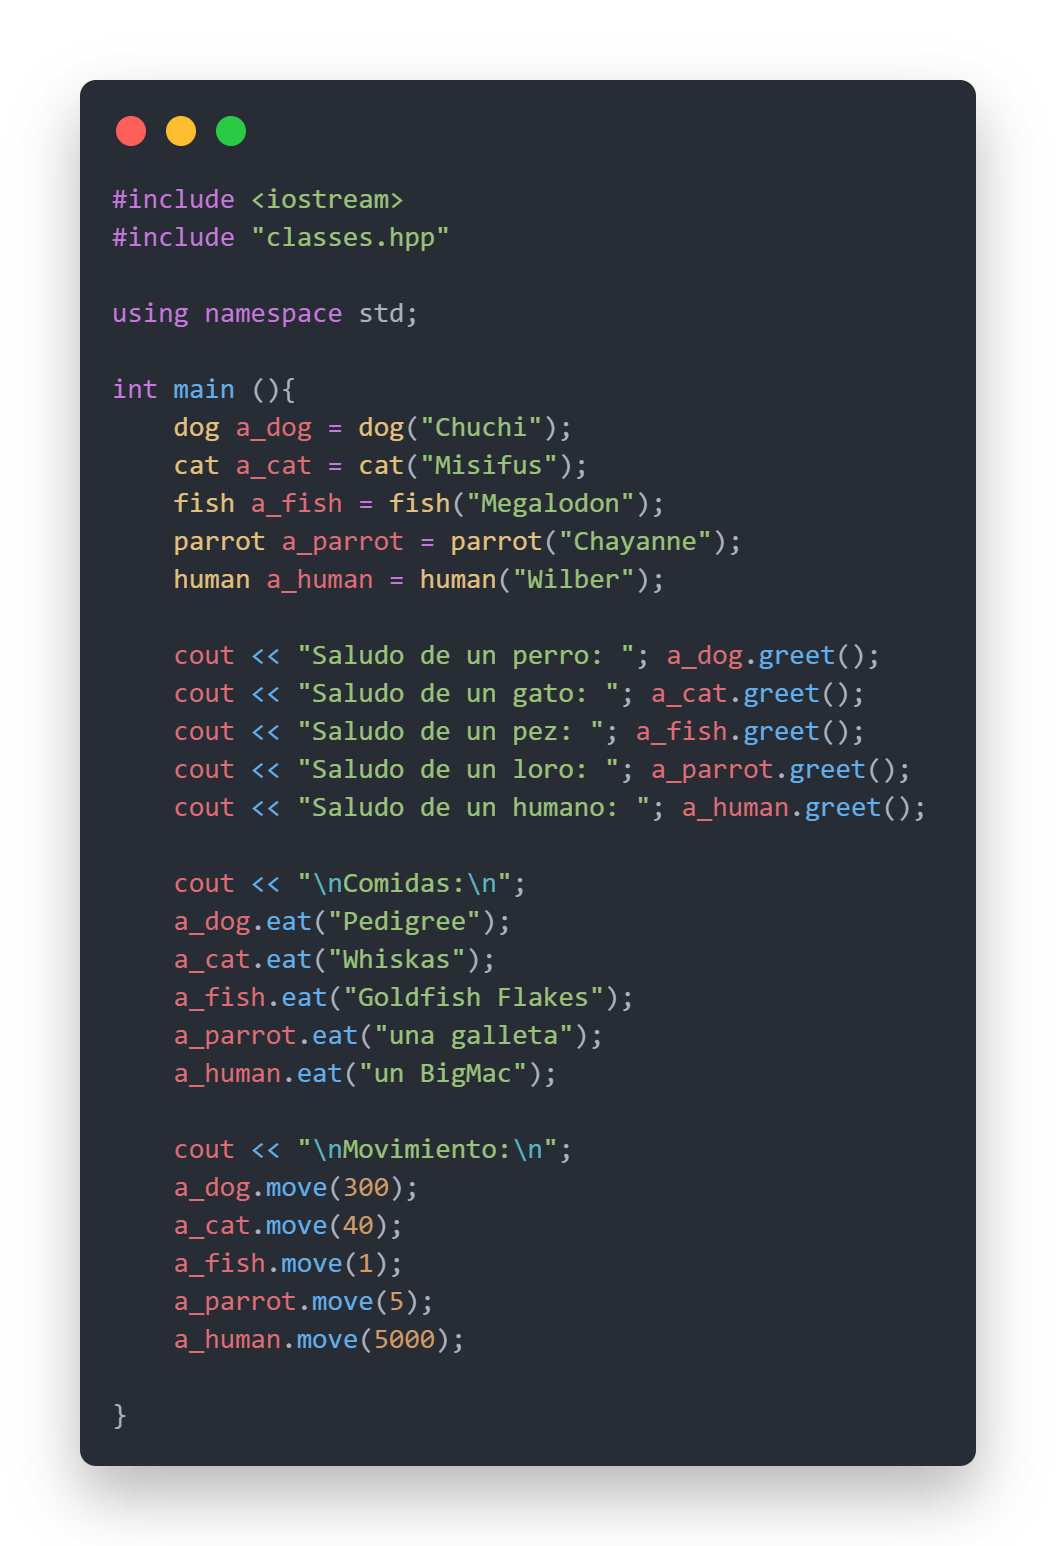 #include <iostream>
#include "classes.hpp"
using namespace std;
int main (){
    dog a_dog = dog("Chuchi");
    cat a_cat = cat("Misifus");
    fish a_fish = fish("Megalodon");
    parrot a_parrot = parrot("Chayanne");
    human a_human = human("Wilber");
    cout << "Saludo de un perro: "; a_dog.greet();
    cout << "Saludo de un gato: "; a_cat.greet();
    cout << "Saludo de un pez: "; a_fish.greet();
    cout << "Saludo de un loro: "; a_parrot.greet();
    cout << "Saludo de un humano: "; a_human.greet();
    cout << "\nComidas:\n";
    a_dog.eat("Pedigree");
    a_cat.eat("Whiskas");
    a_fish.eat("Goldfish Flakes");
    a_parrot.eat("una galleta");
    a_human.eat("un BigMac");
    cout << "\nMovimiento:\n";
    a_dog.move(300);
    a_cat.move(40);
    a_fish.move(1);
    a_parrot.move(5);
    a_human.move(5000);
}